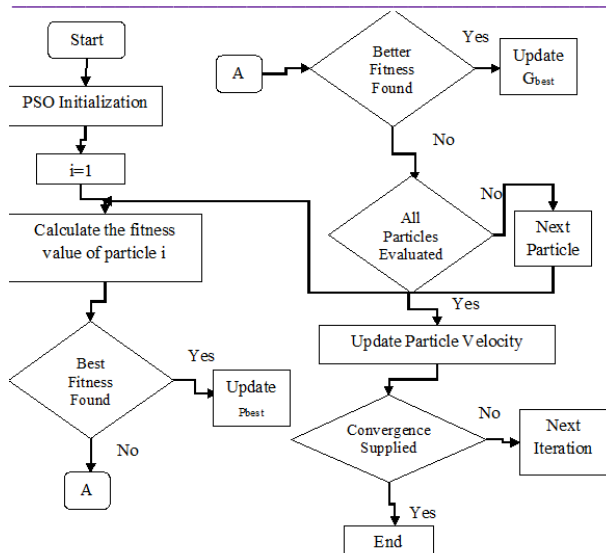 Start
PSO Initialization
i=1
Calculate the fitness
value of particle i
Best
Fitness
Found
Yes
Update
Pbest
No
A
A
Better
Fitness
Found
Yes
Update
Gbest
No
All
Particles
Evaluated
No
Next
Particle
Yes
Update Particle Velocity
Convergence
Supplied
No
Next
Iteration
Yes
End